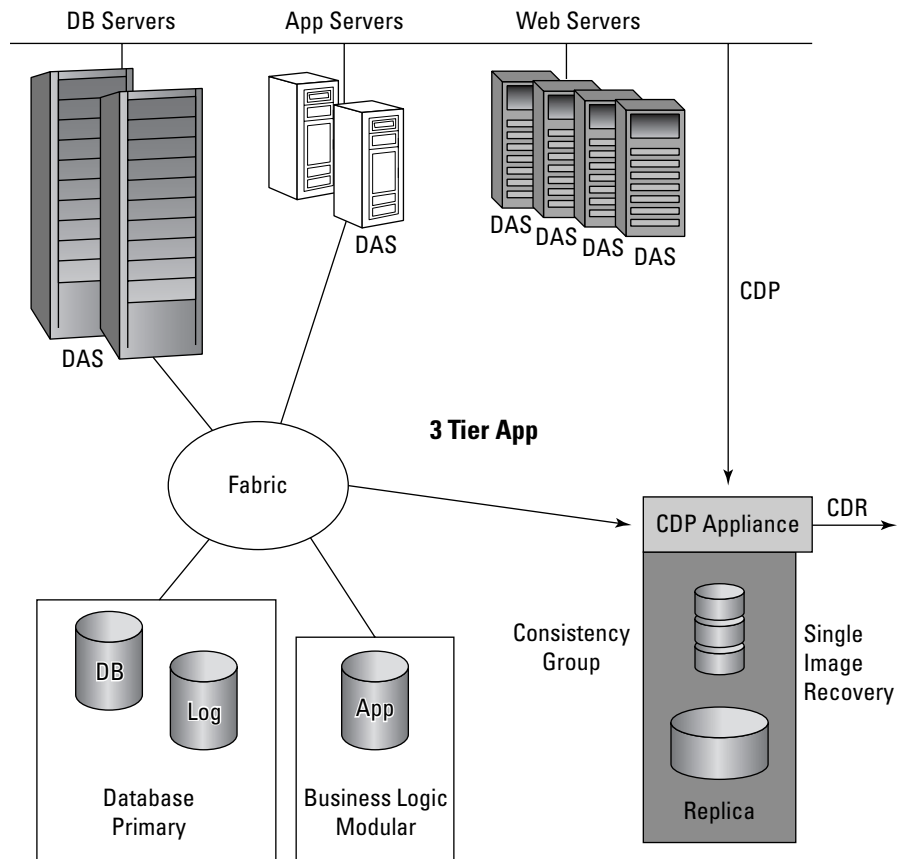 DB Servers
App Servers
Web Servers
DAS
DAS
DAS
DAS
DAS
DAS
CDP
3 Tier App
Fabric
CDP Appliance
CDR
Consistency
Group
Single
Image
Recovery
DB
Log
App
Database
Primary
Business Logic
Modular
Replica